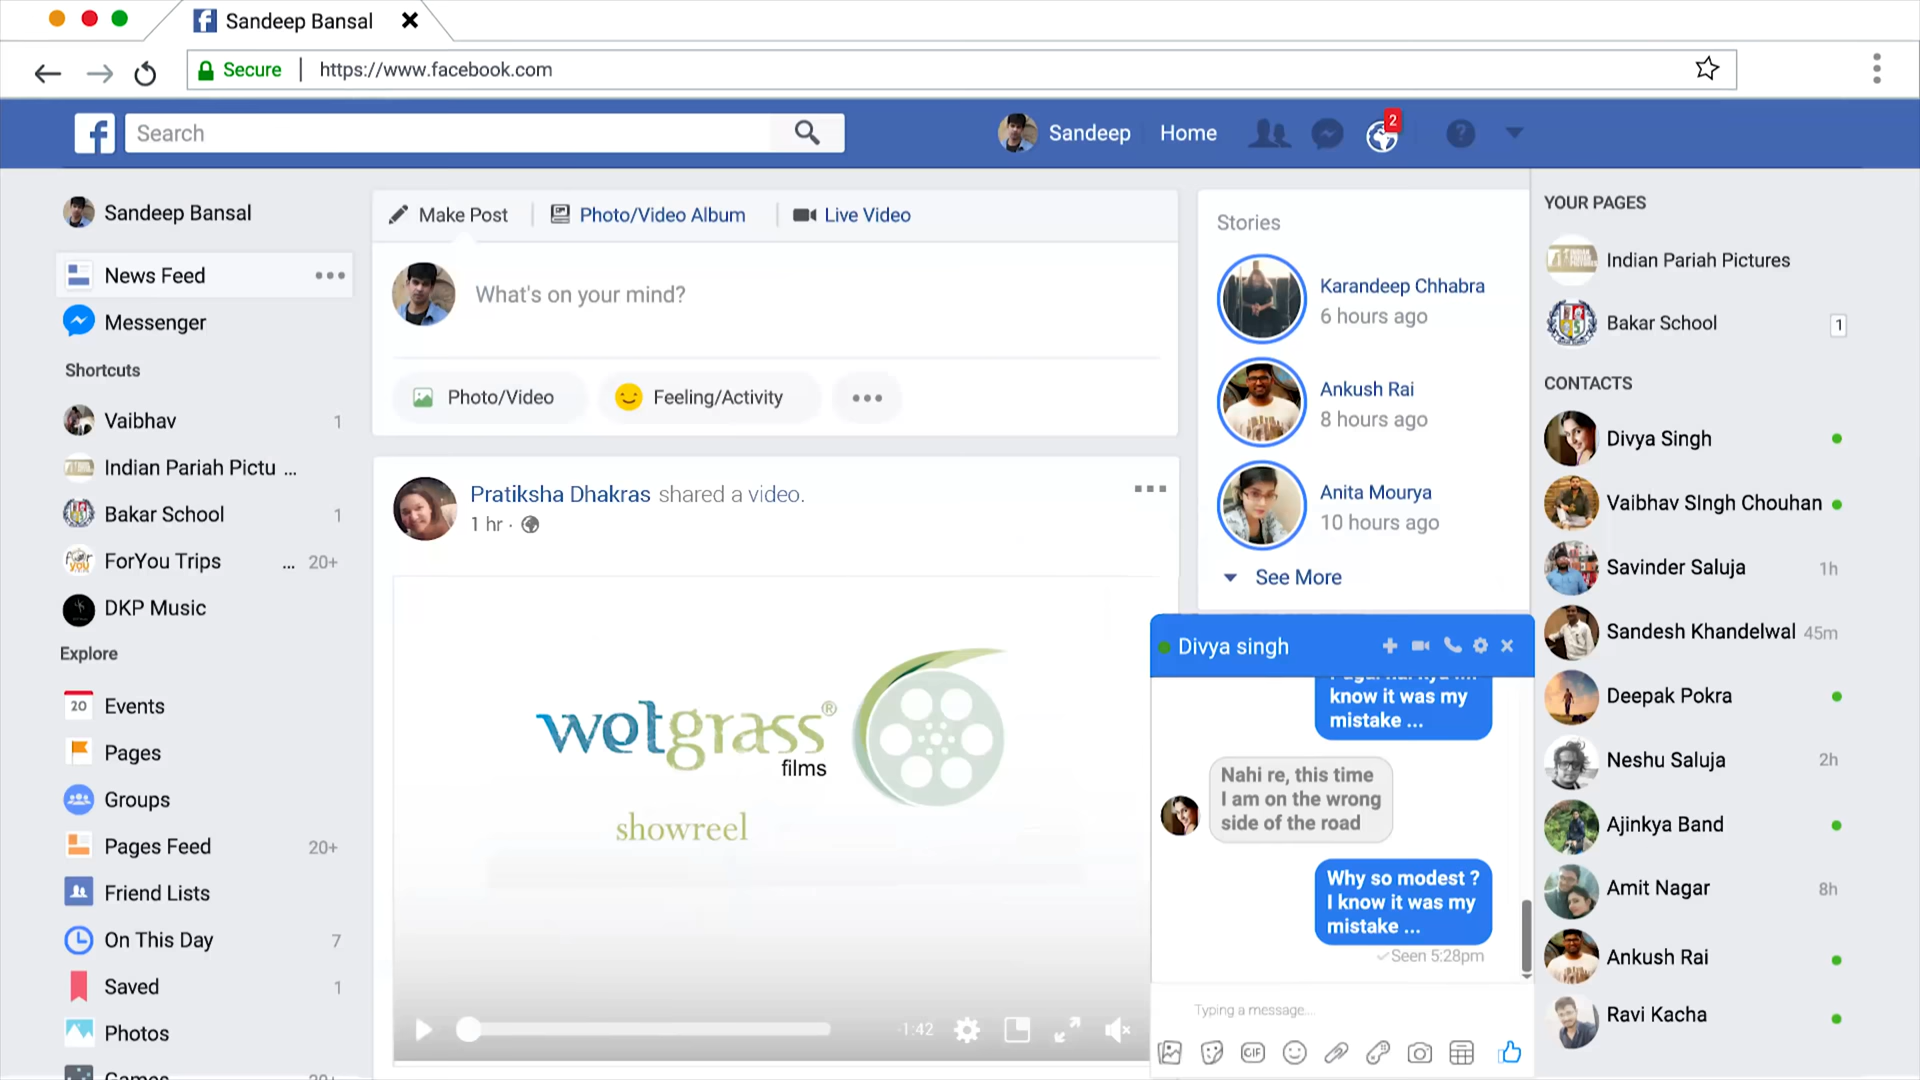 Sandeep Bansal
Secure
https://www.facebook.com
Search
Sandeep
Home
2
Sandeep Bansal
News Feed
Messenger
Shortcuts
Vaibhav 1
Indian Pariah Pictu ...
Bakar School 1
ForYou Trips ... 20+
DKP Music
Explore
20
Events
Pages
Groups
Pages Feed 20+
Friend Lists
On This Day 7
Saved 1
Photos
Games 20+
Make Post
Photo/Video Album
Live Video
What's on your mind?
Photo/Video
Feeling/Activity
Pratiksha Dhakras shared a video.
1 hr ·
wetgrass®
films
showreel
-1:42
Stories
Karandeep Chhabra
6 hours ago
Ankush Rai
8 hours ago
Anita Mourya
10 hours ago
See More
Divya singh
know it was my
mistake ...
Nahi re, this time
I am on the wrong
side of the road
Why so modest ?
I know it was my
mistake ...
Seen 5:28pm
Typing a message...
GIF
YOUR PAGES
Indian Pariah Pictures
Bakar School 1
CONTACTS
Divya Singh
Vaibhav SIngh Chouhan
Savinder Saluja 1h
Sandesh Khandelwal 45m
Deepak Pokra
Neshu Saluja 2h
Ajinkya Band
Amit Nagar 8h
Ankush Rai
Ravi Kacha